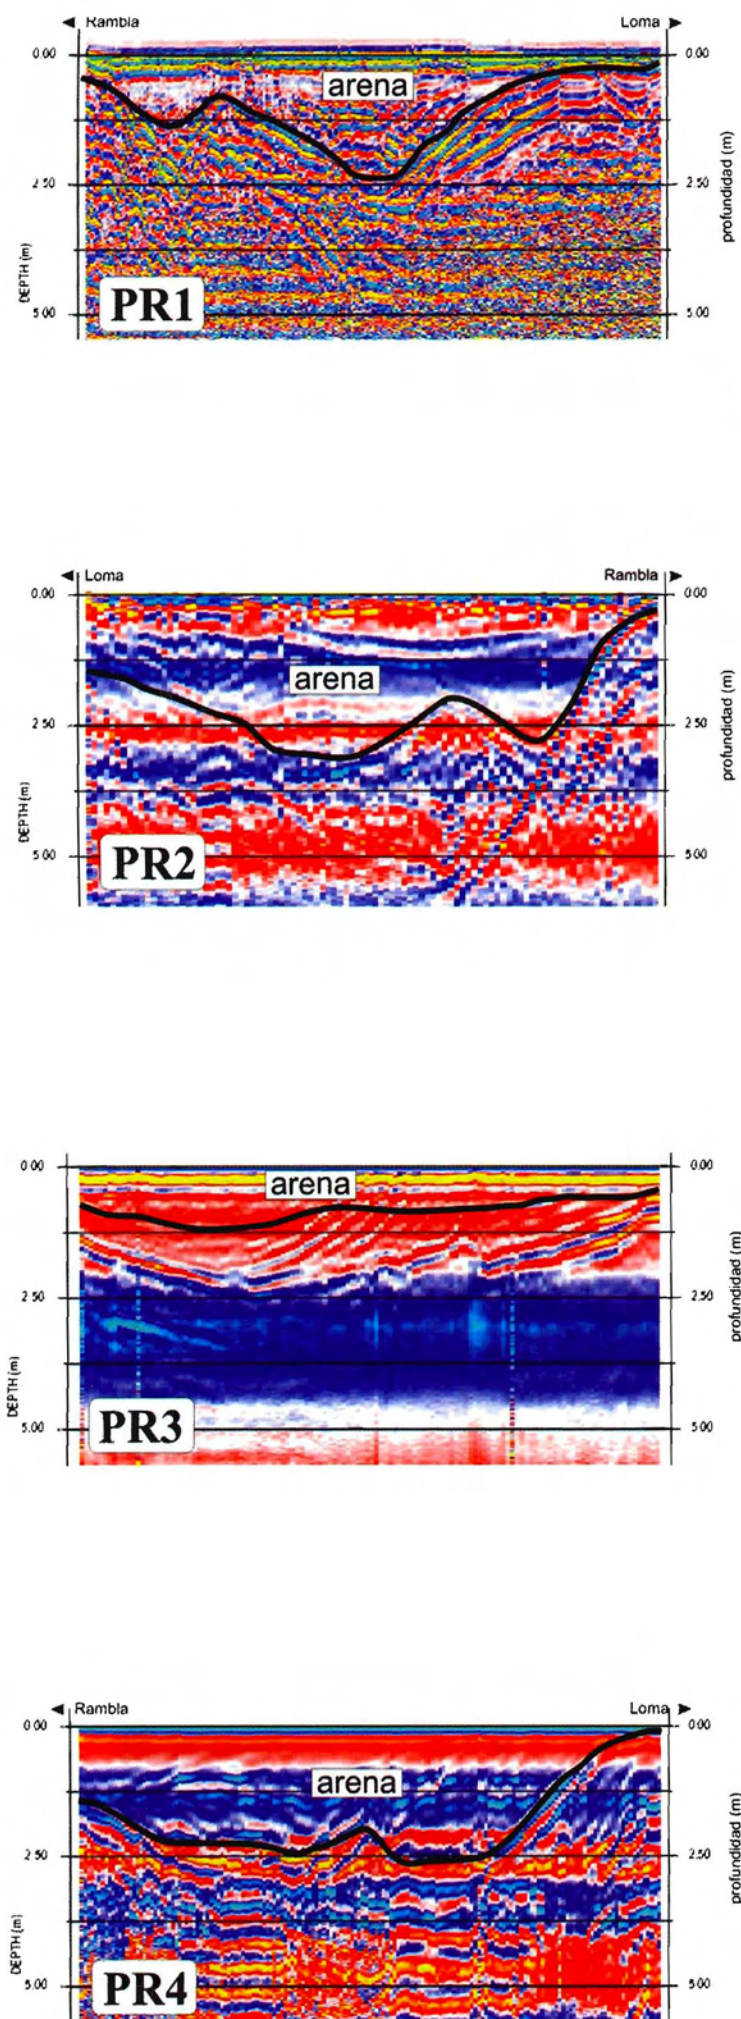 ◄ Rambla Loma ►
0.00 0.00
arena
2 50 2 50
profundidad (m)
DEPTH (m)
5.00 5.00
PR1
◄ Loma Rambla ►
0.00 0.00
arena
2 50 2 50
profundidad (m)
DEPTH (m)
5.00 5.00
PR2
0 00 0.00
arena
2 50 2.50
profundidad (m)
DEPTH (m)
5.00 5.00
PR3
◄ Rambla Loma ►
0.00 0.00
arena
2 50 2.50
profundidad (m)
DEPTH (m)
5.00 5.00
PR4